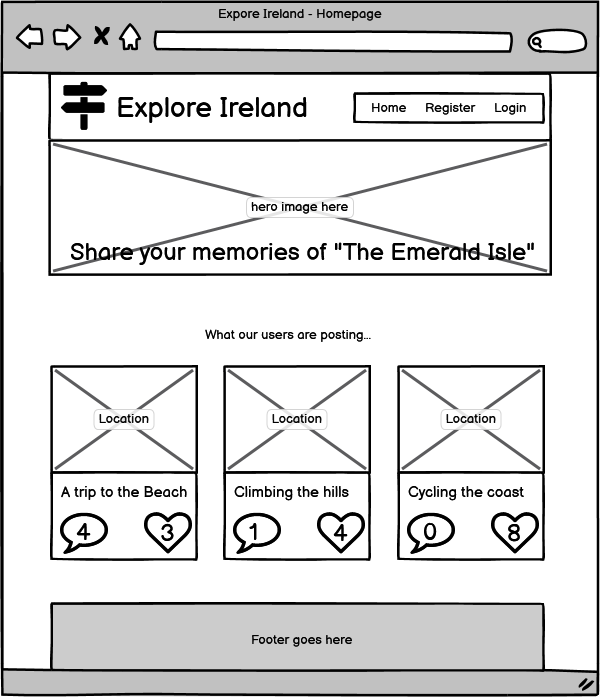 Expore Ireland - Homepage
Explore Ireland
Home Register Login
hero image here
Share your memories of "The Emerald Isle"
What our users are posting...
Location Location Location
A trip to the Beach Climbing the hills Cycling the coast
4 3 1 4 0 8
Footer goes here